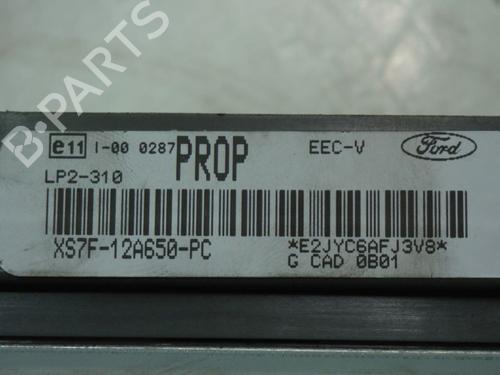 B-PARTS
e11 I-00 0287 PROP EEC-V Ford
LP2-310
XS7F-12A650-PC *E2JYC6AFJ3V8*
G CAD 0B01